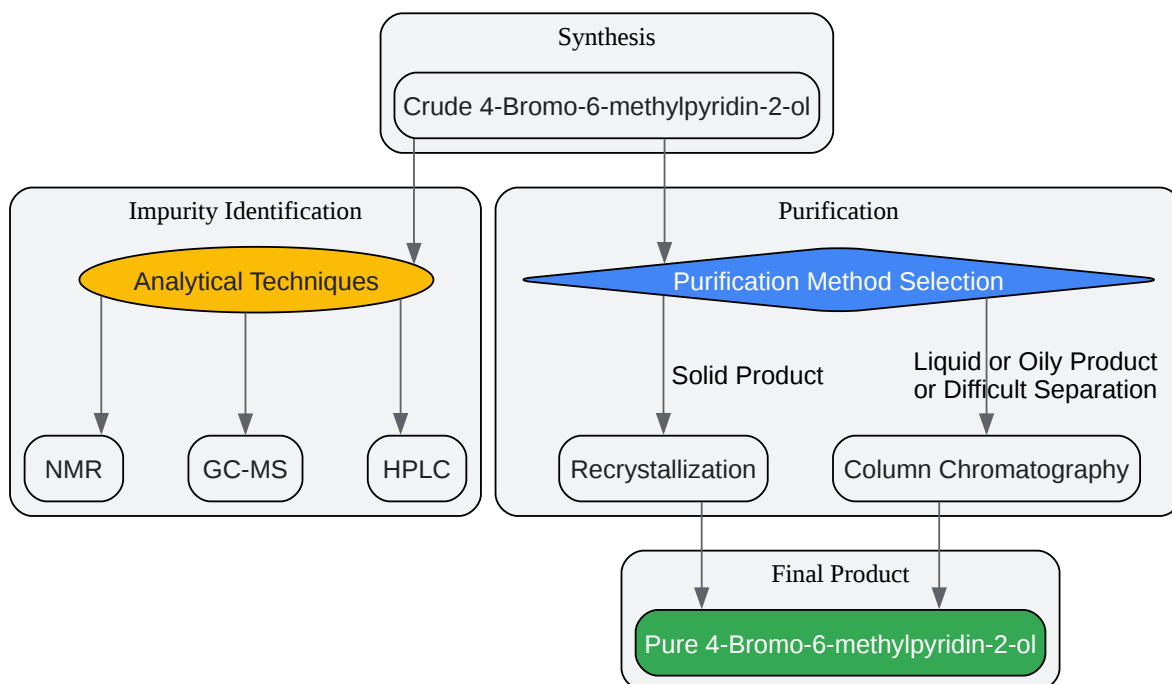 Synthesis
Crude 4-Bromo-6-methylpyridin-2-ol
Impurity Identification
Analytical Techniques
NMR
GC-MS
HPLC
Purification
Purification Method Selection
Solid Product
Liquid or Oily Product
or Difficult Separation
Recrystallization
Column Chromatography
Final Product
Pure 4-Bromo-6-methylpyridin-2-ol